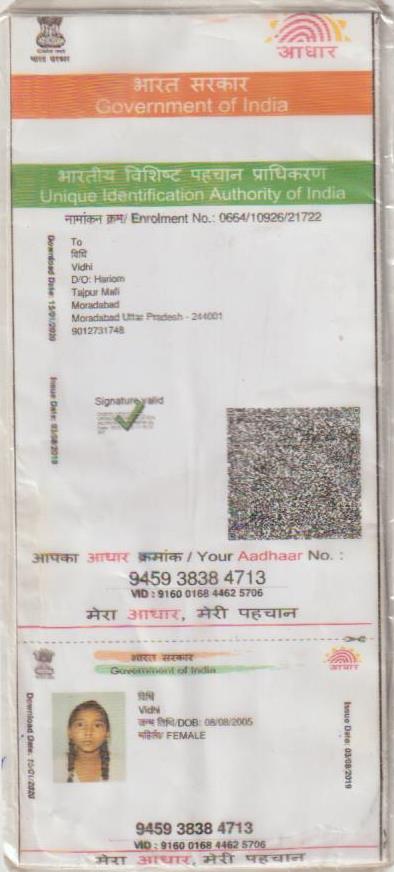 भारत सरकार
आधार
भारत सरकार
Government of India
भारतीय विशिष्ट पहचान प्राधिकरण
Unique Identification Authority of India
नामांकन क्रम/ Enrolment No.: 0664/10926/21722
To
विधि
Vidhi
D/O: Hariom
Tajpur Mafi
Moradabad
Moradabad Uttar Pradesh - 244001
9012731748
Download Date: 15/01/2020
Issue Date: 03/08/2019
Signature valid
आपका आधार क्रमांक / Your Aadhaar No. :
9459 3838 4713
VID : 9160 0168 4462 5706
मेरा आधार, मेरी पहचान
भारत सरकार
Government of India
आधार
Download Date: 15/01/2020
विधि
Vidhi
जन्म तिथि/DOB: 08/08/2005
महिला/ FEMALE
Issue Date: 03/08/2019
9459 3838 4713
VID : 9160 0168 4462 5706
मेरा आधार, मेरी पहचान